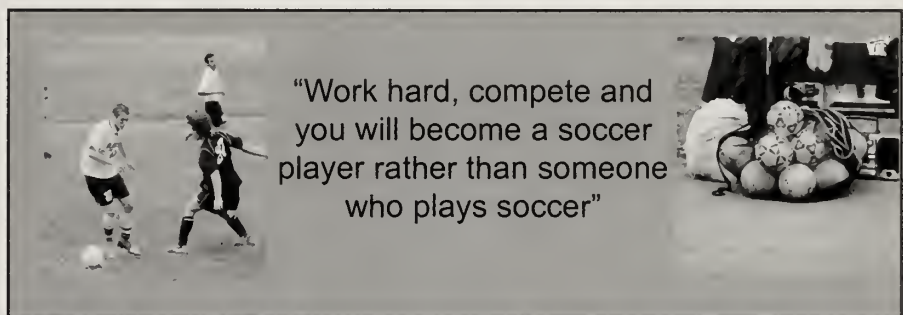 “Work hard, compete and
you will become a soccer
player rather than someone
who plays soccer”